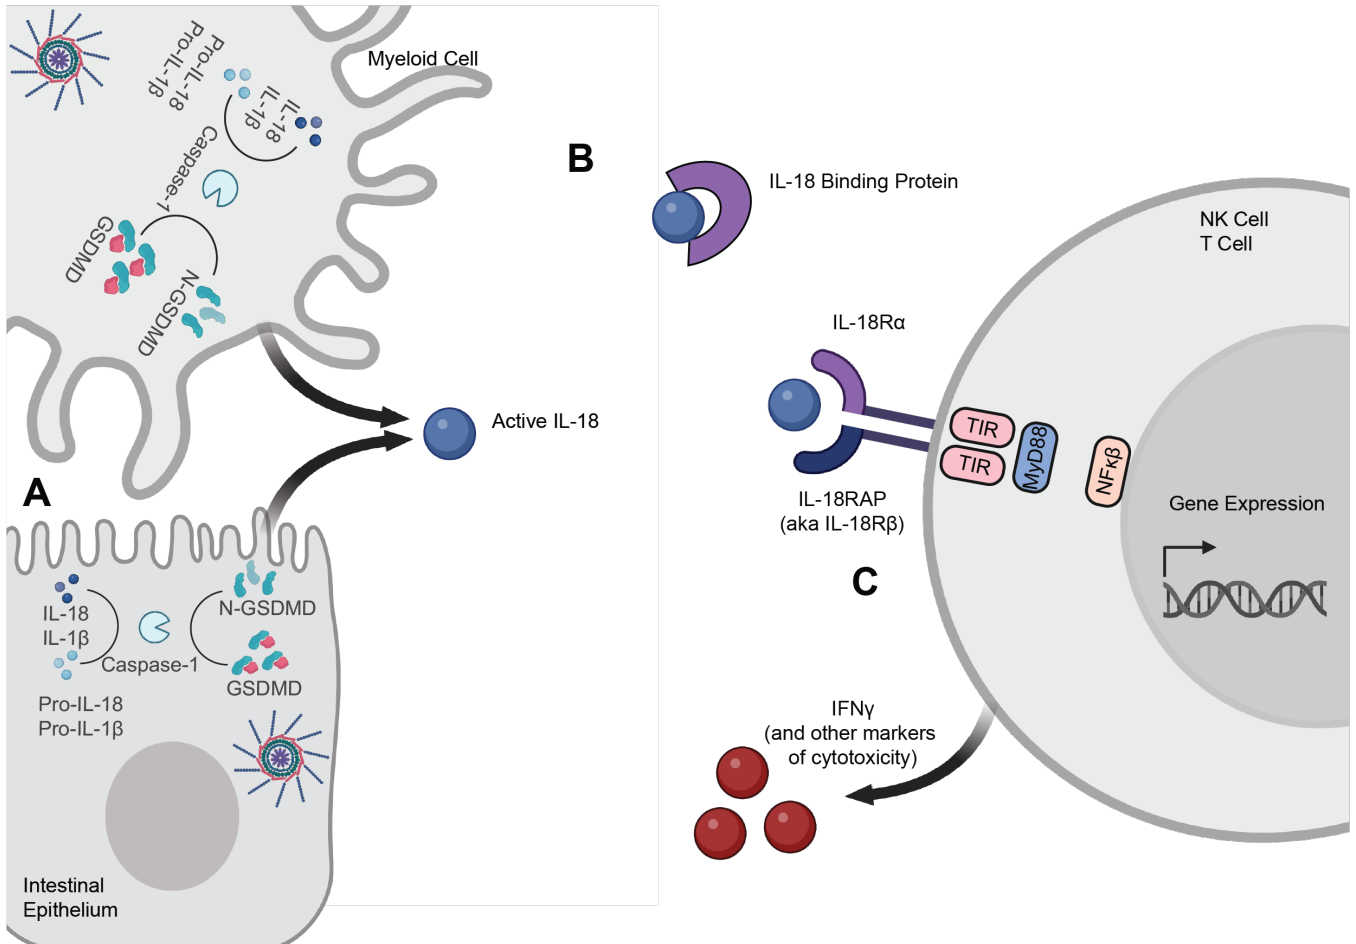 Myeloid Cell
Pro-IL-18
Pro-IL-1β
IL-18
IL-1β
Caspase-1
GSDMD
N-GSDMD
Active IL-18
A
IL-18
IL-1β
Caspase-1
Pro-IL-18
Pro-IL-1β
N-GSDMD
GSDMD
Intestinal
Epithelium
B
IL-18 Binding Protein
NK Cell
T Cell
IL-18Rα
TIR
TIR
MyD88
NFκβ
IL-18RAP
(aka IL-18Rβ)
Gene Expression
C
IFNγ
(and other markers
of cytotoxicity)